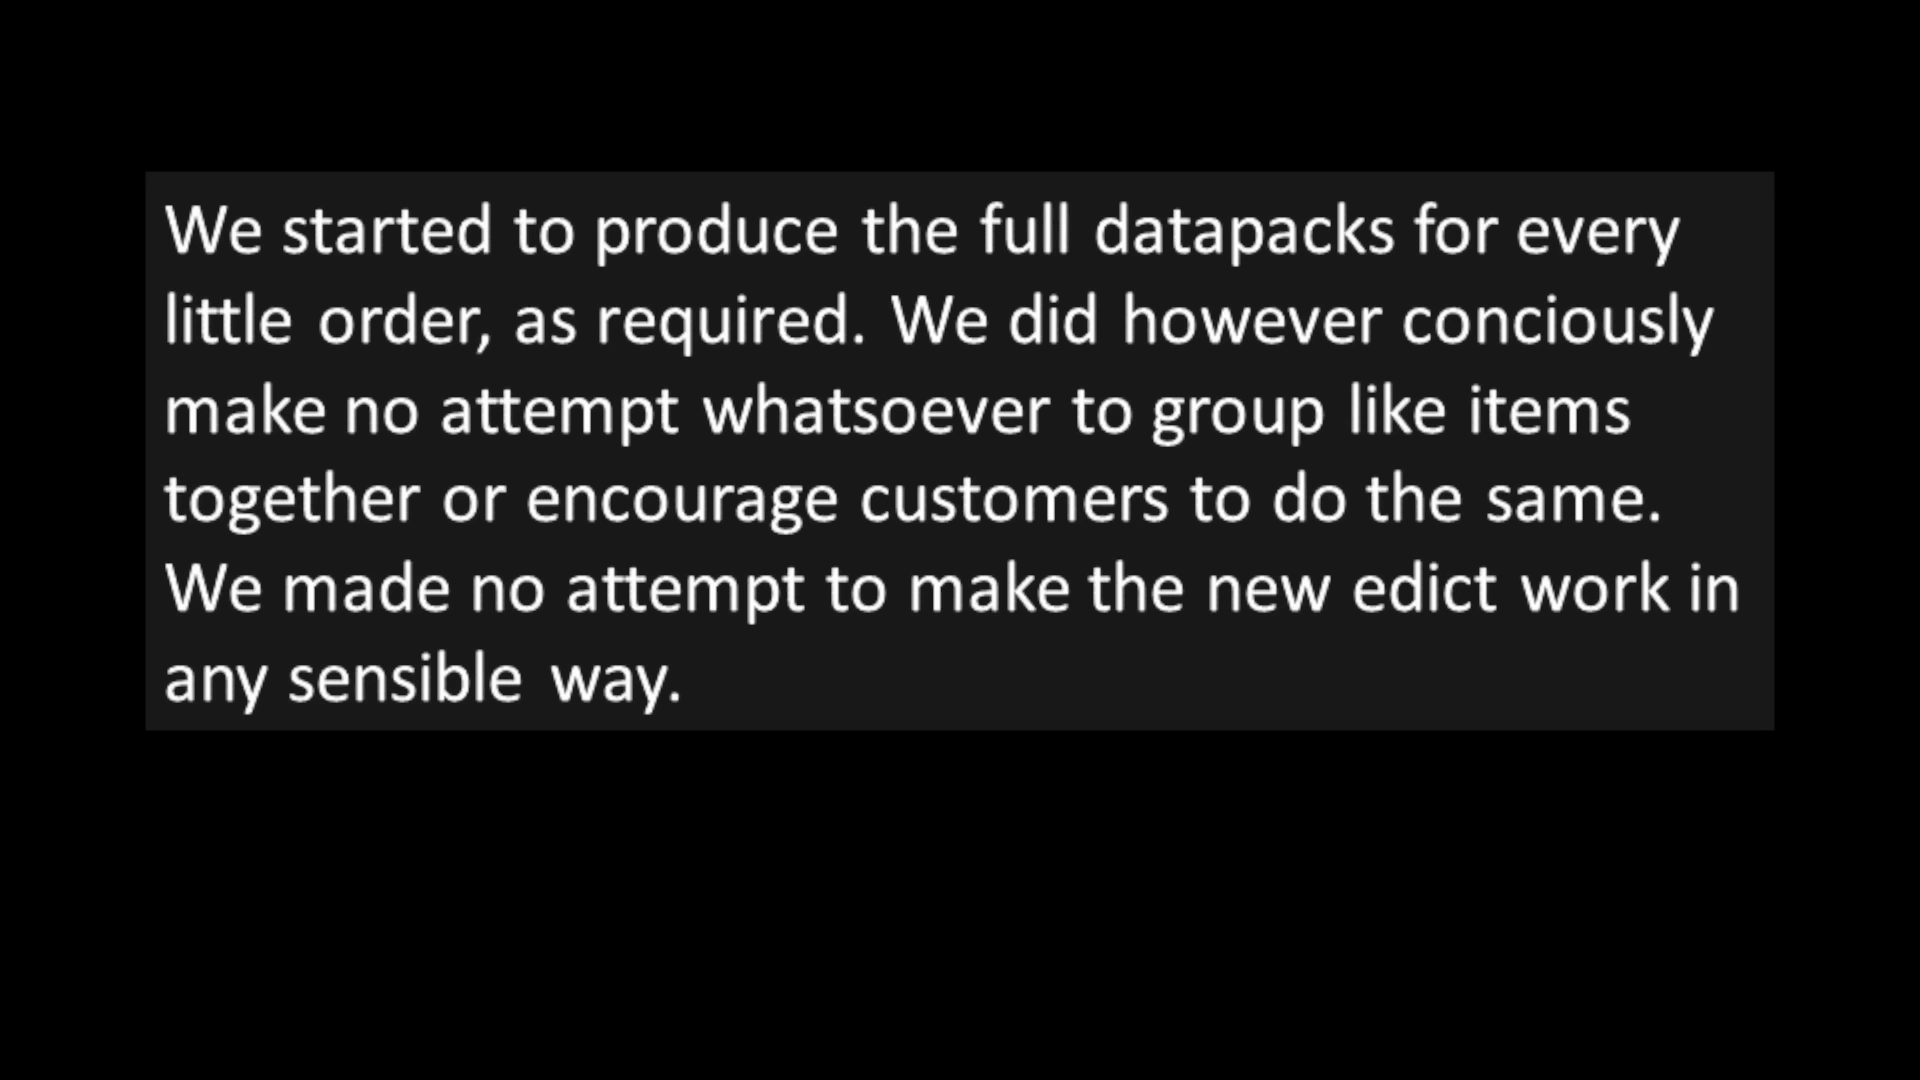 We started to produce the full datapacks for every
little order, as required. We did however conciously
make no attempt whatsoever to group like items
together or encourage customers to do the same.
We made no attempt to make the new edict work in
any sensible way.